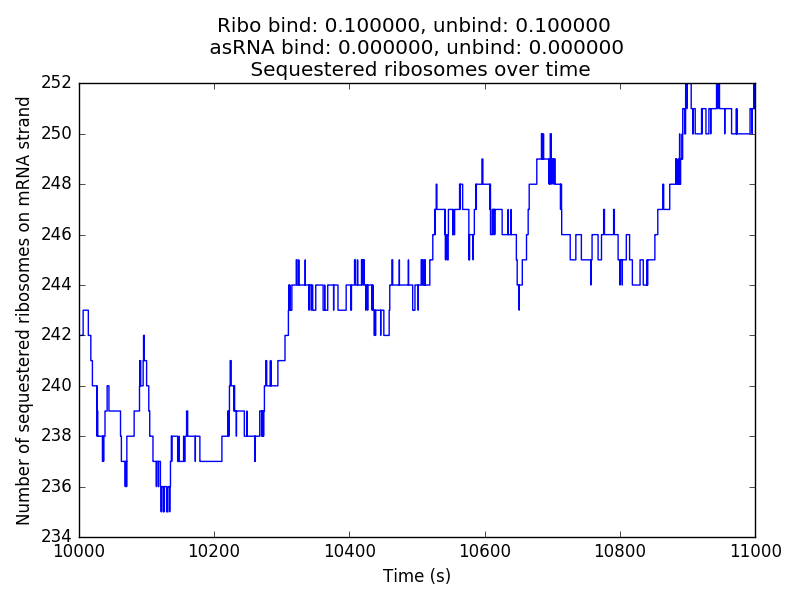 Ribo bind: 0.100000, unbind: 0.100000
asRNA bind: 0.000000, unbind: 0.000000
Sequestered ribosomes over time
Number of sequestered ribosomes on mRNA strand
252
250
248
246
244
242
240
238
236
234
10000 10200 10400 10600 10800 11000
Time (s)